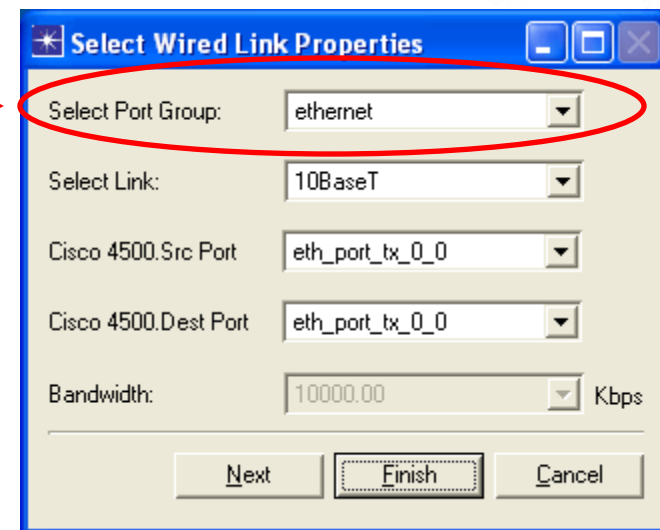 Select Wired Link Properties
Select Port Group: ethernet
Select Link: 10BaseT
Cisco 4500.Src Port eth_port_tx_0_0
Cisco 4500.Dest Port eth_port_tx_0_0
Bandwidth: 10000.00 Kbps
Next Finish Cancel